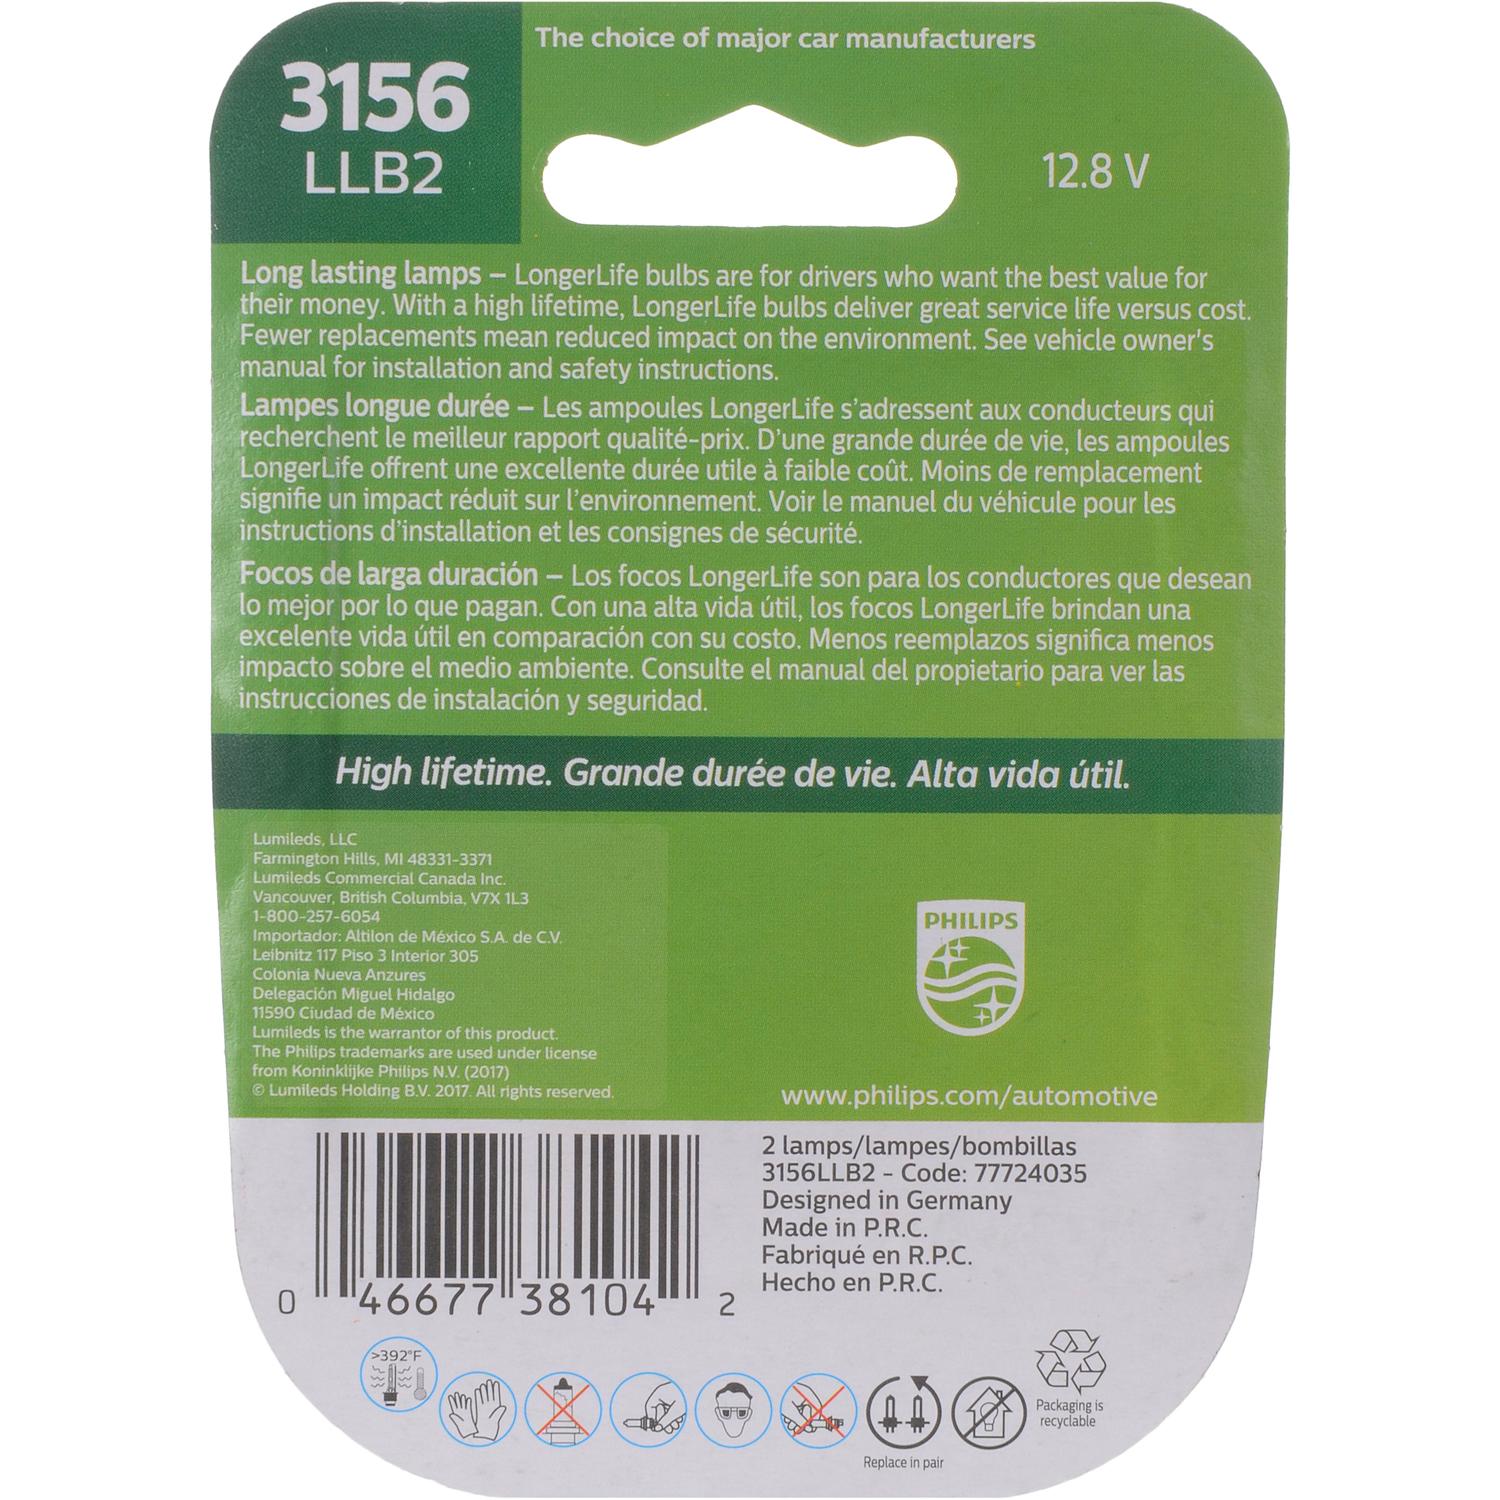 The choice of major car manufacturers
3156
LLB2
12.8 V
Long lasting lamps – LongerLife bulbs are for drivers who want the best value for
their money. With a high lifetime, LongerLife bulbs deliver great service life versus cost.
Fewer replacements mean reduced impact on the environment. See vehicle owner's
manual for installation and safety instructions.
Lampes longue durée – Les ampoules LongerLife s'adressent aux conducteurs qui
recherchent le meilleur rapport qualité-prix. D'une grande durée de vie, les ampoules
LongerLife offrent une excellente durée utile à faible coût. Moins de remplacement
signifie un impact réduit sur l'environnement. Voir le manuel du véhicule pour les
instructions d'installation et les consignes de sécurité.
Focos de larga duración – Los focos LongerLife son para los conductores que desean
lo mejor por lo que pagan. Con una alta vida útil, los focos LongerLife brindan una
excelente vida útil en comparación con su costo. Menos reemplazos significa menos
impacto sobre el medio ambiente. Consulte el manual del propietario para ver las
instrucciones de instalación y seguridad.
High lifetime. Grande durée de vie. Alta vida útil.
Lumileds, LLC
Farmington Hills, MI 48331-3371
Lumileds Commercial Canada Inc.
Vancouver, British Columbia, V7X 1L3
1-800-257-6054
Importador: Altilon de México S.A. de C.V.
Leibnitz 117 Piso 3 Interior 305
Colonia Nueva Anzures
Delegación Miguel Hidalgo
11590 Ciudad de México
Lumileds is the warrantor of this product.
The Philips trademarks are used under license
from Koninklijke Philips N.V. (2017)
© Lumileds Holding B.V. 2017. All rights reserved.
PHILIPS
www.philips.com/automotive
2 lamps/lampes/bombillas
3156LLB2 - Code: 77724035
Designed in Germany
Made in P.R.C.
Fabriqué en R.P.C.
Hecho en P.R.C.
0 46677 38104 2
>392°F
Replace in pair
Packaging is
recyclable